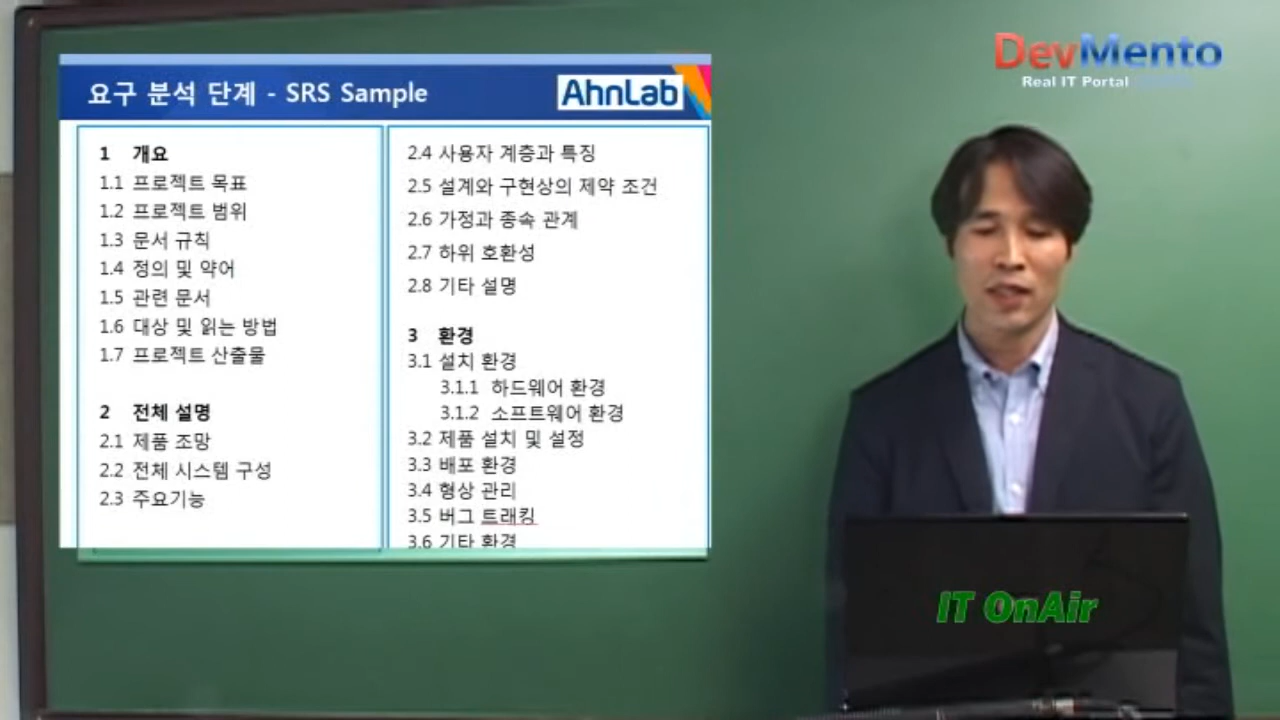 요구 분석 단계 - SRS Sample
AhnLab
1 개요
1.1 프로젝트 목표
1.2 프로젝트 범위
1.3 문서 규칙
1.4 정의 및 약어
1.5 관련 문서
1.6 대상 및 읽는 방법
1.7 프로젝트 산출물
2 전체 설명
2.1 제품 조망
2.2 전체 시스템 구성
2.3 주요기능
2.4 사용자 계층과 특징
2.5 설계와 구현상의 제약 조건
2.6 가정과 종속 관계
2.7 하위 호환성
2.8 기타 설명
3 환경
3.1 설치 환경
3.1.1 하드웨어 환경
3.1.2 소프트웨어 환경
3.2 제품 설치 및 설정
3.3 배포 환경
3.4 형상 관리
3.5 버그 트래킹
3.6 기타 환경
DevMento
Real IT Portal
IT OnAir